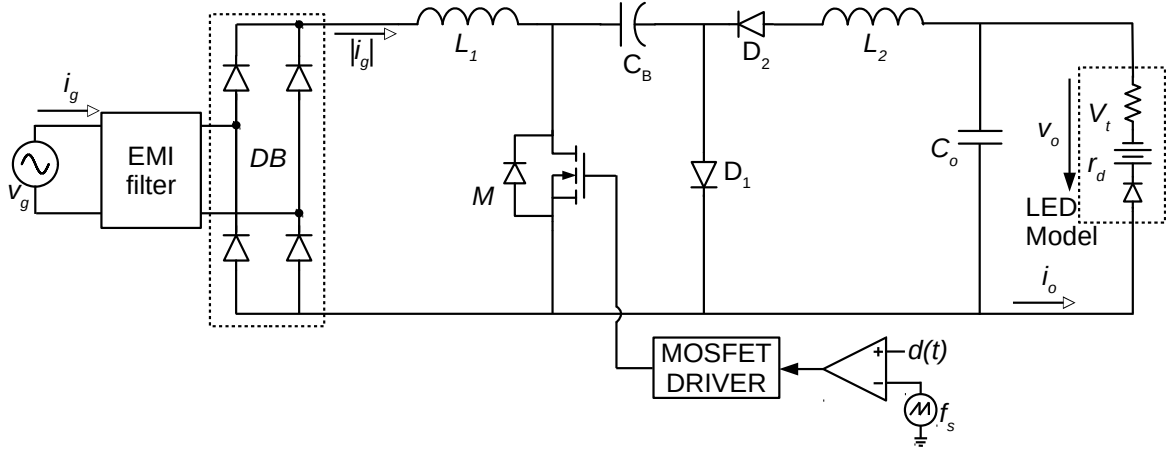 i_g
v_g
EMI
filter
DB
|i_g|
L_1
M
C_B
D_1
D_2
L_2
C_o
v_o
V_t
r_d
LED
Model
i_o
MOSFET
DRIVER
+
−
d(t)
f_s